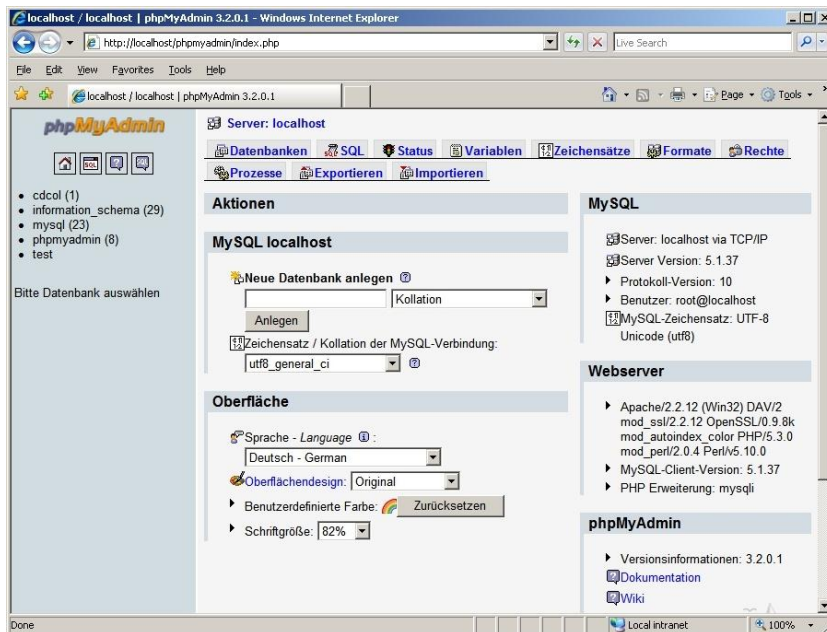 localhost / localhost | phpMyAdmin 3.2.0.1 - Windows Internet Explorer
http://localhost/phpmyadmin/index.php
Live Search
File Edit View Favorites Tools Help
localhost / localhost | phpMyAdmin 3.2.0.1
Page Tools
phpMyAdmin
SQL
cdcol (1)
information_schema (29)
mysql (23)
phpmyadmin (8)
test
Bitte Datenbank auswählen
Server: localhost
Datenbanken SQL Status Variablen Zeichensätze Formate Rechte
Prozesse Exportieren Importieren
Aktionen
MySQL localhost
Neue Datenbank anlegen
Kollation
Anlegen
Zeichensatz / Kollation der MySQL-Verbindung:
utf8_general_ci
Oberfläche
Sprache - Language :
Deutsch - German
Oberflächendesign: Original
Benutzerdefinierte Farbe: Zurücksetzen
Schriftgröße: 82%
MySQL
Server: localhost via TCP/IP
Server Version: 5.1.37
Protokoll-Version: 10
Benutzer: root@localhost
MySQL-Zeichensatz: UTF-8
Unicode (utf8)
Webserver
Apache/2.2.12 (Win32) DAV/2
mod_ssl/2.2.12 OpenSSL/0.9.8k
mod_autoindex_color PHP/5.3.0
mod_perl/2.0.4 Perl/v5.10.0
MySQL-Client-Version: 5.1.37
PHP Erweiterung: mysqli
phpMyAdmin
Versionsinformationen: 3.2.0.1
Dokumentation
Wiki
Done
Local intranet
100%